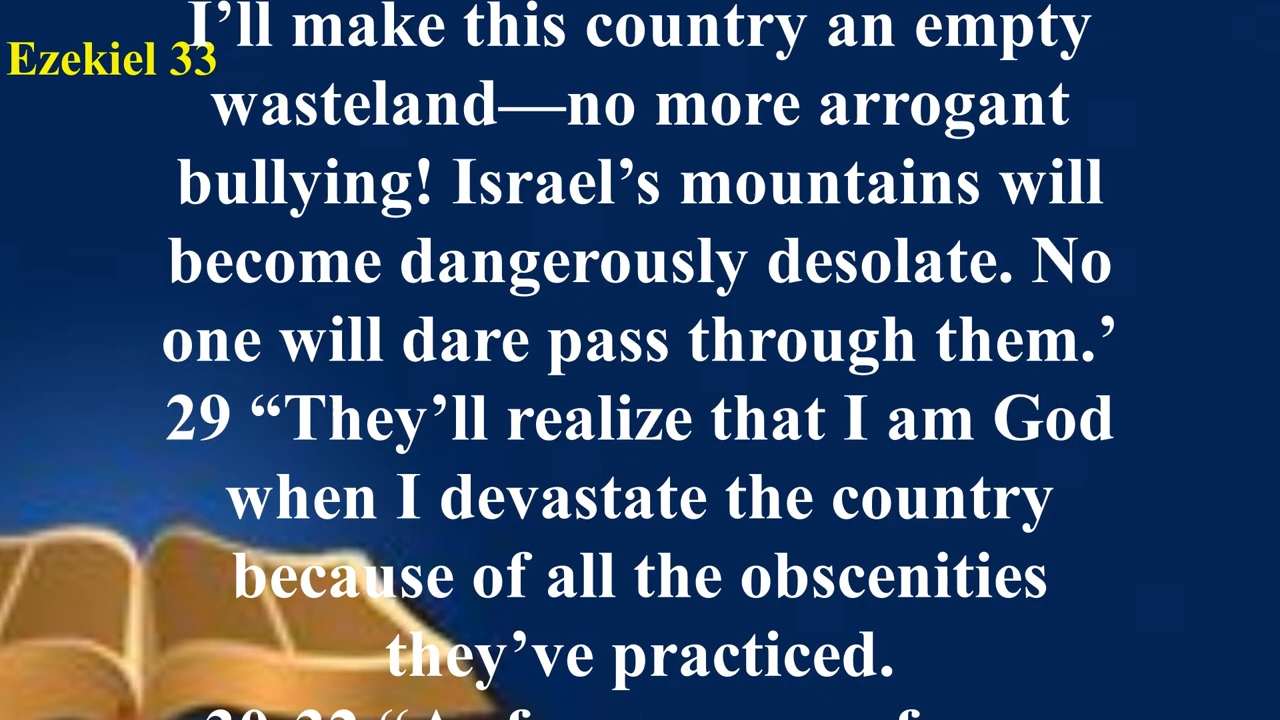 Ezekiel 33
I’ll make this country an empty
wasteland—no more arrogant
bullying! Israel’s mountains will
become dangerously desolate. No
one will dare pass through them.’
29 “They’ll realize that I am God
when I devastate the country
because of all the obscenities
they’ve practiced.